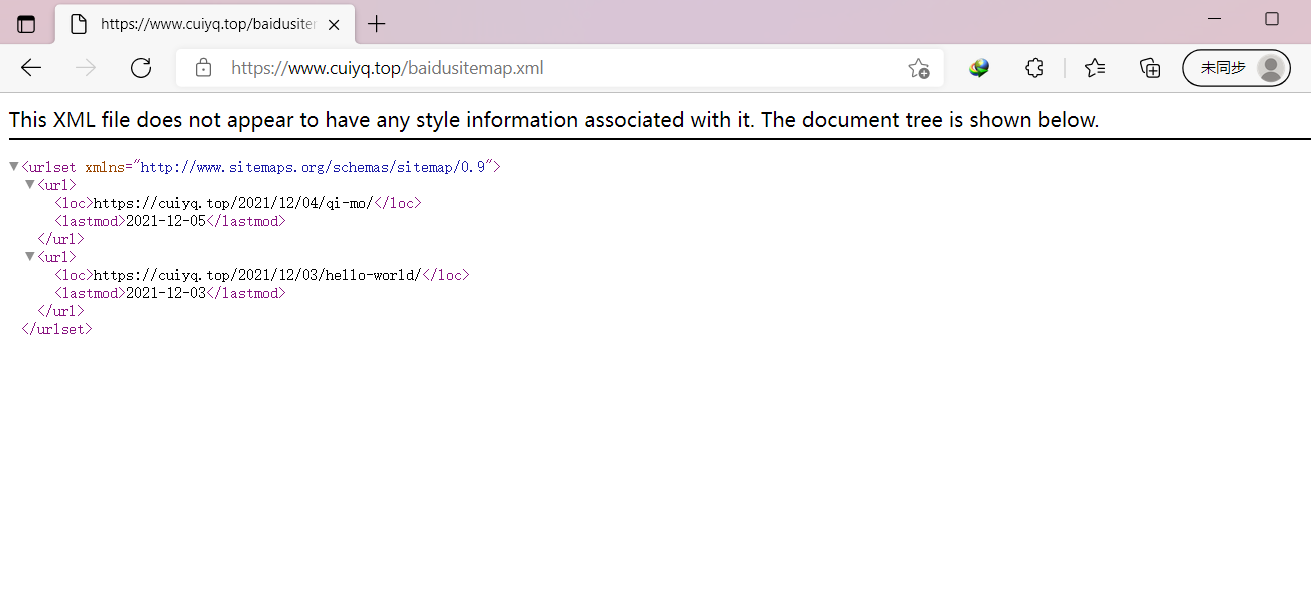 https://www.cuiyq.top/baidusiter
https://www.cuiyq.top/baidusitemap.xml
未同步
This XML file does not appear to have any style information associated with it. The document tree is shown below.
▼<urlset xmlns="http://www.sitemaps.org/schemas/sitemap/0.9">
▼<url>
<loc>https://cuiyq.top/2021/12/04/qi-mo/</loc>
<lastmod>2021-12-05</lastmod>
</url>
▼<url>
<loc>https://cuiyq.top/2021/12/03/hello-world/</loc>
<lastmod>2021-12-03</lastmod>
</url>
</urlset>